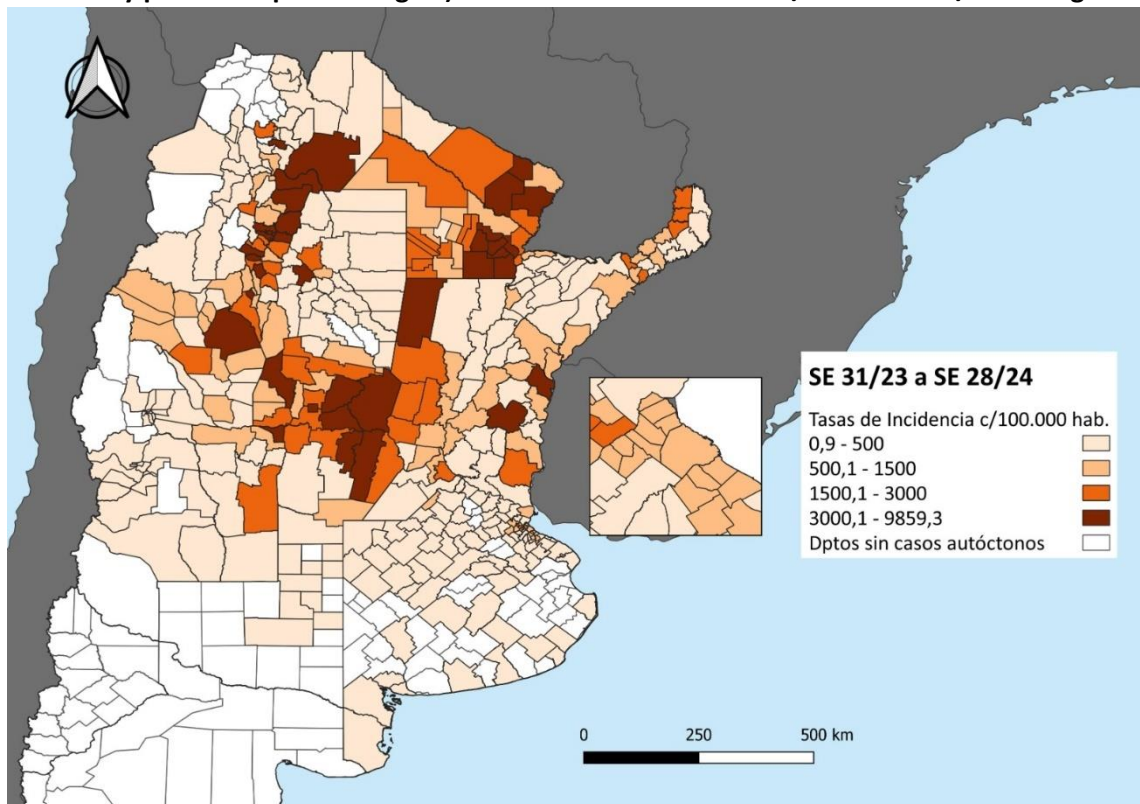 SE 31/23 a SE 28/24
Tasas de Incidencia c/100.000 hab.
0,9 - 500
500,1 - 1500
1500,1 - 3000
3000,1 - 9859,3
Dptos sin casos autóctonos
0 250 500 km